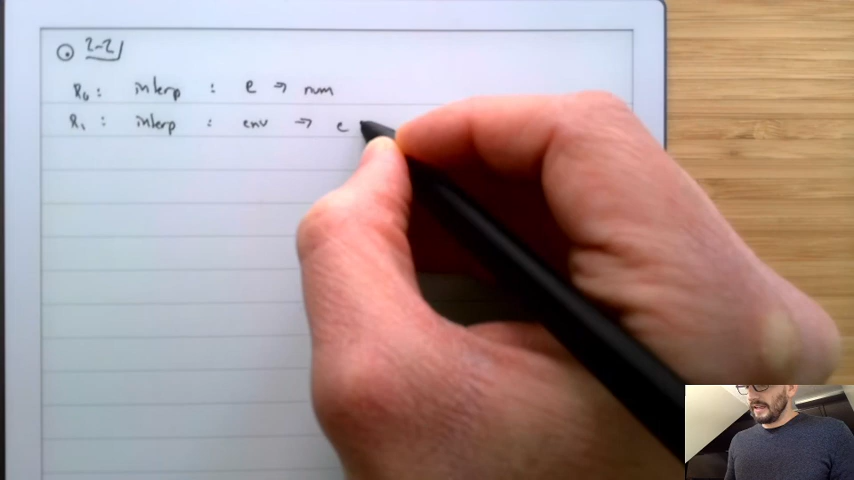 ⊙ 2-2
R0: interp : e → num
R1: interp : env → e